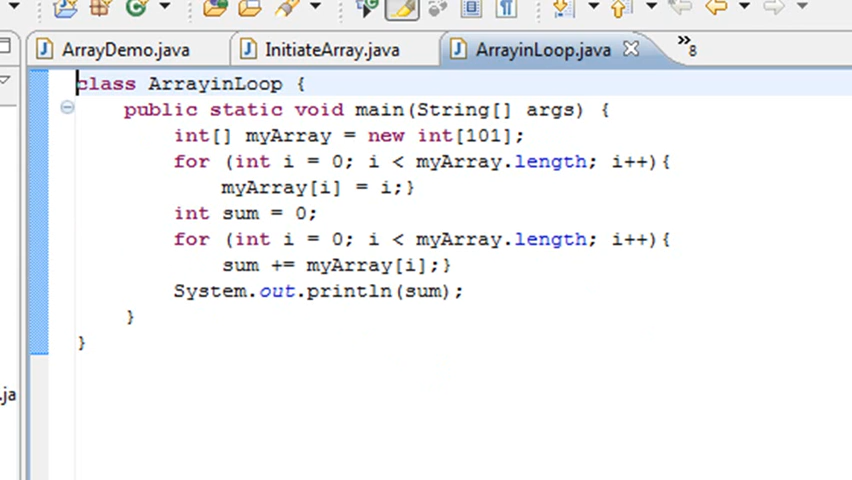 ArrayDemo.java InitiateArray.java ArrayinLoop.java »8
class ArrayinLoop {
public static void main(String[] args) {
int[] myArray = new int[101];
for (int i = 0; i < myArray.length; i++){
myArray[i] = i;}
int sum = 0;
for (int i = 0; i < myArray.length; i++){
sum += myArray[i];}
System.out.println(sum);
}
}
.ja